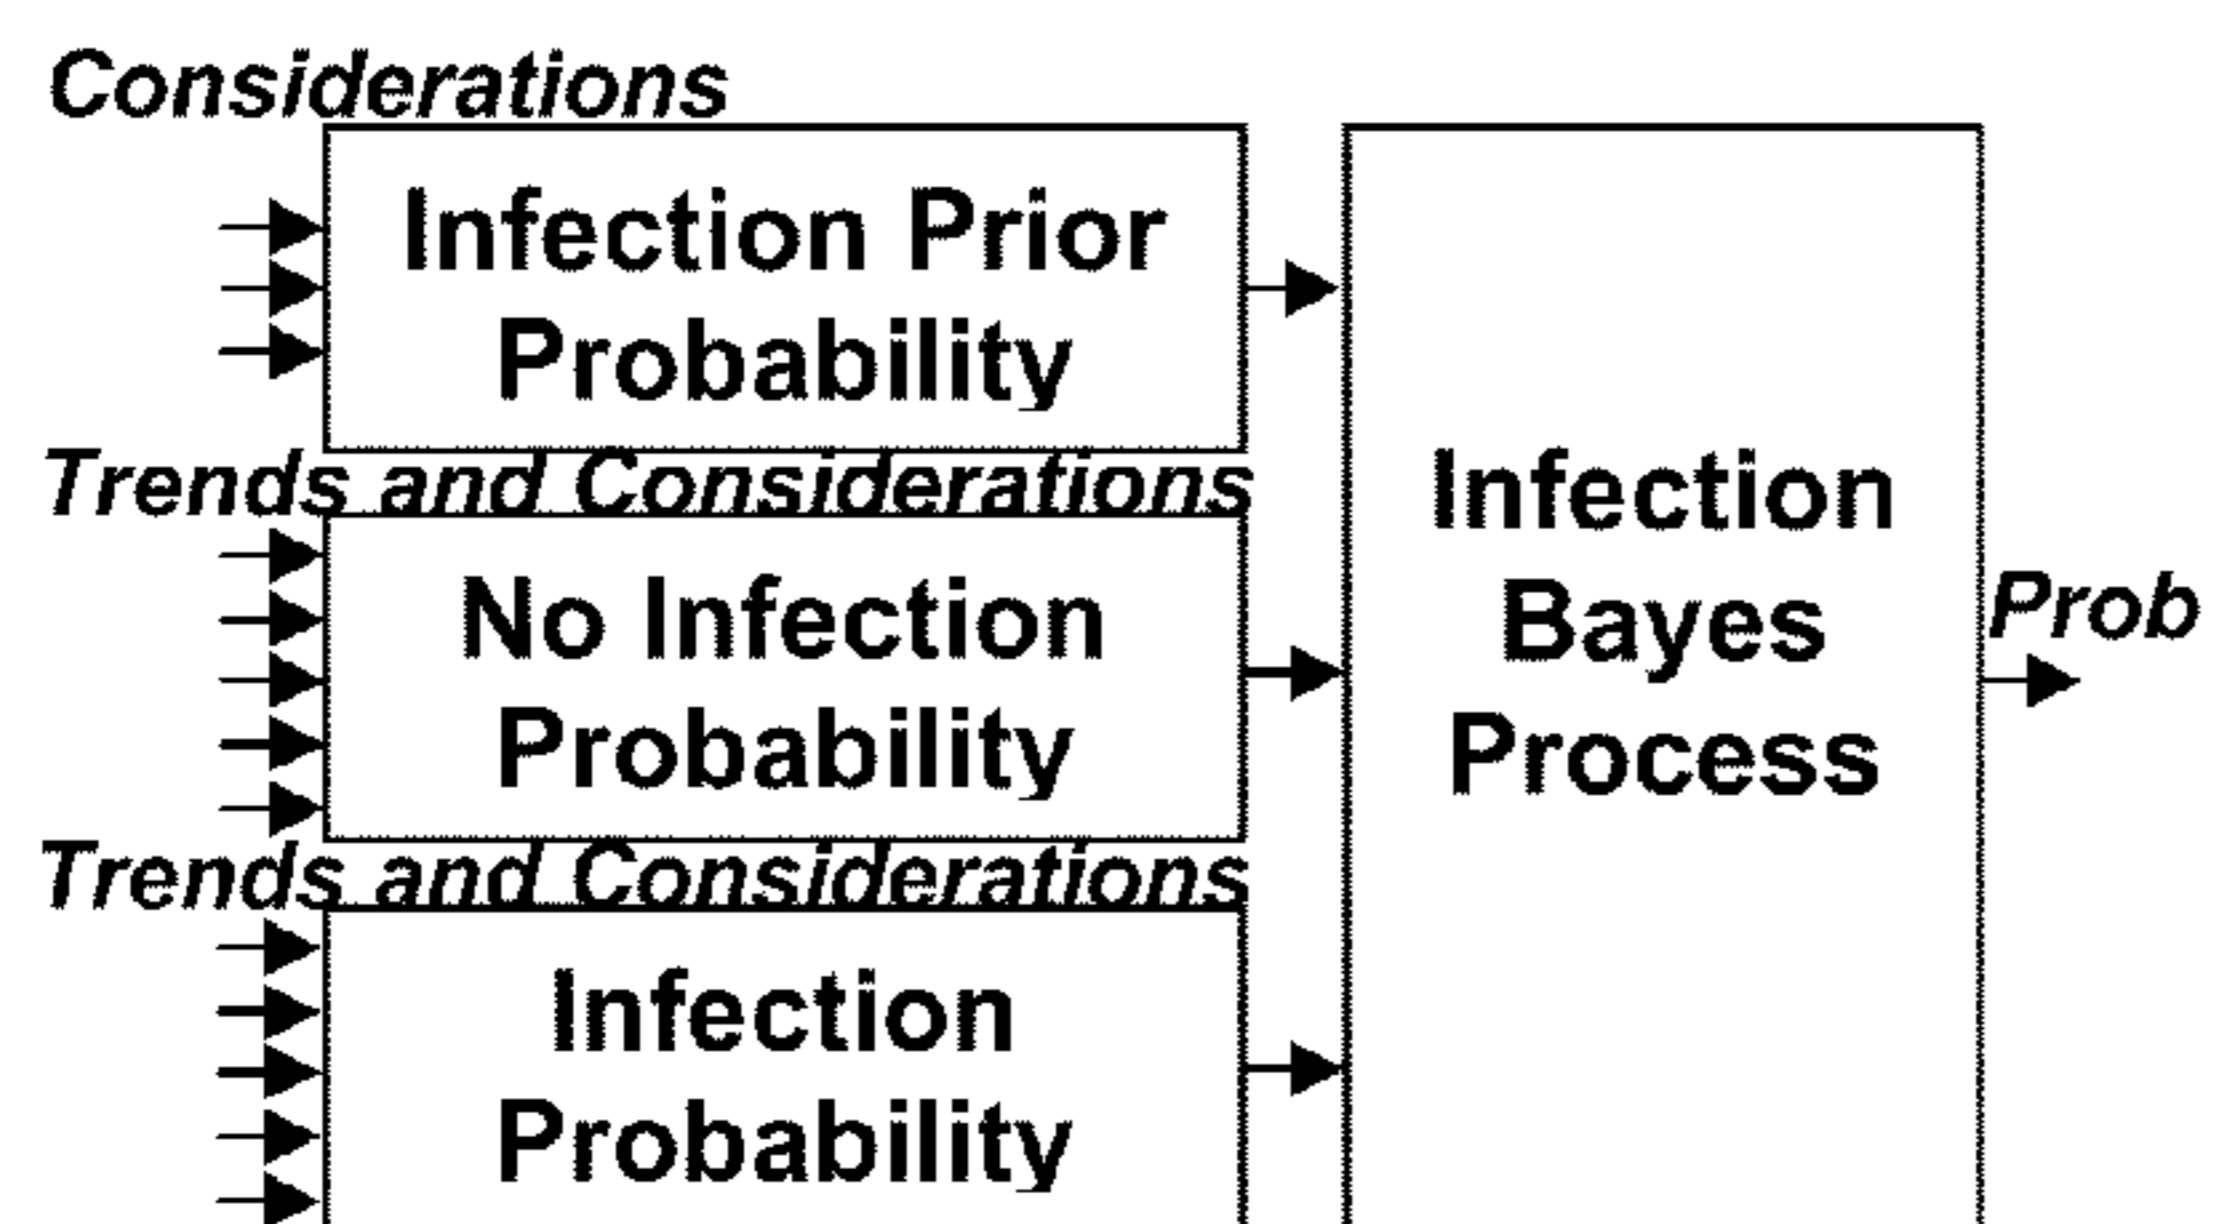 Considerations
Infection Prior
Probability
Trends and Considerations
No Infection
Probability
Trends and Considerations
Infection
Probability
Infection
Bayes
Process
Prob